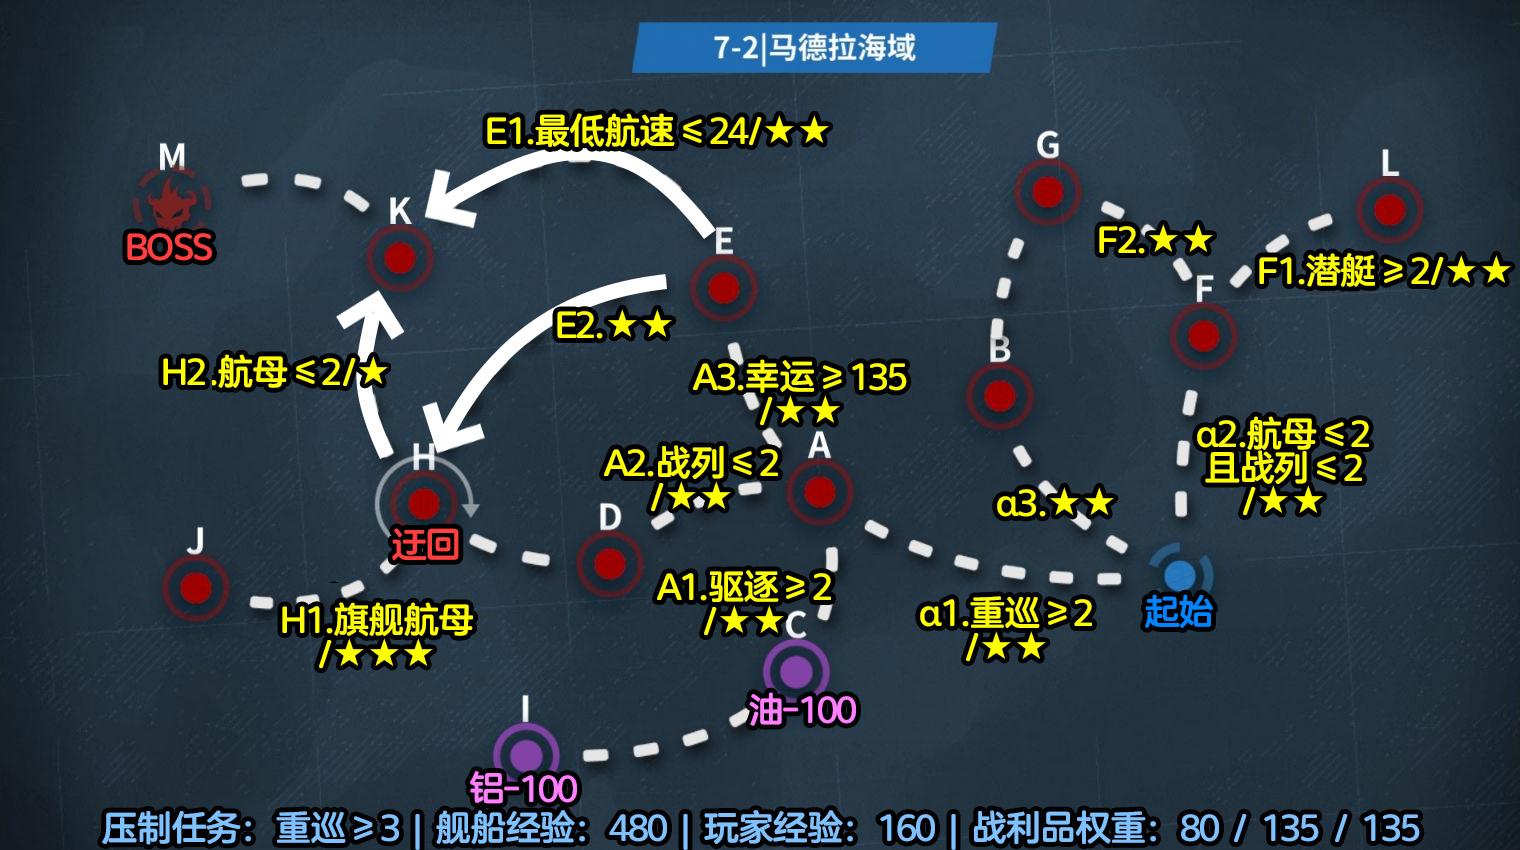 7-2|马德拉海域
E1.最低航速≤24/★★
M
BOSS
K
E
G
L
F2.★★
F1.潜艇≥2/★★
F
E2.★★
H2.航母≤2/★
A3.幸运≥135
/★★
B
A
α2.航母≤2
且战列≤2
/★★
H
迂回
A2.战列≤2
/★★
D
α3.★★
J
H1.旗舰航母
/★★★
A1.驱逐≥2
/★★
C
油-100
α1.重巡≥2
/★★
起始
I
铝-100
压制任务：重巡≥3 | 舰船经验：480 | 玩家经验：160 | 战利品权重：80 / 135 / 135